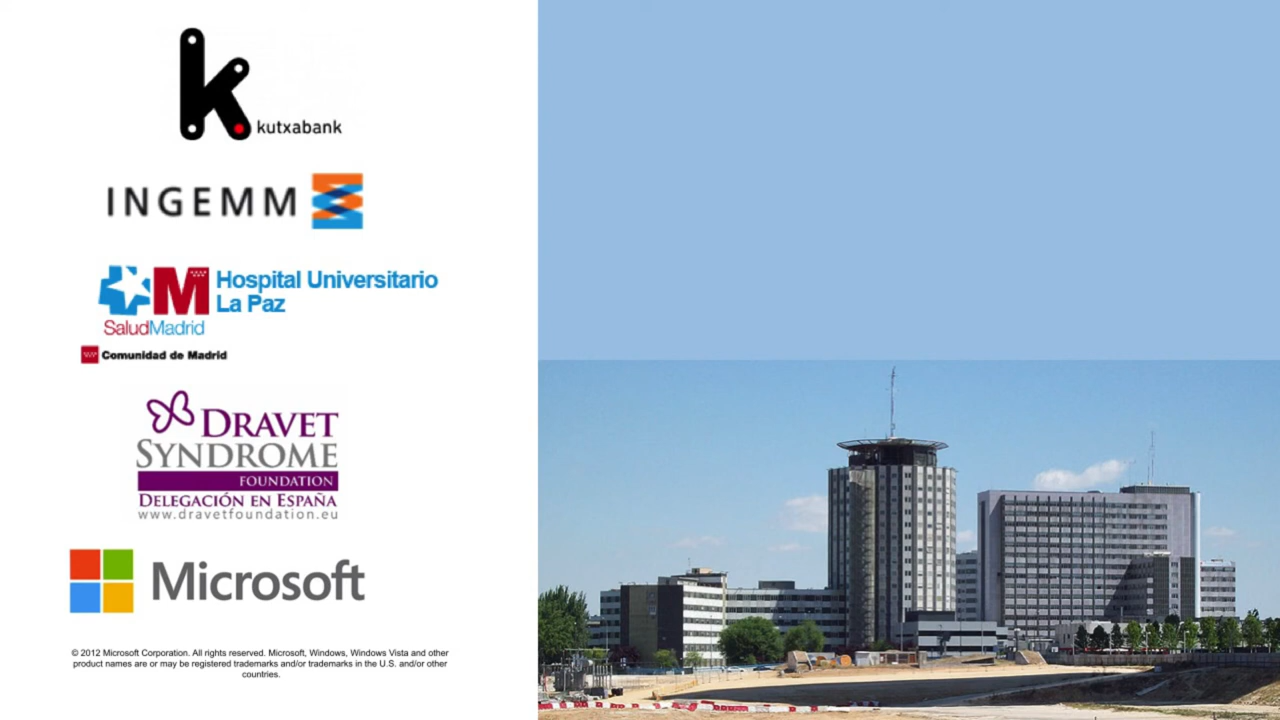 kutxabank
INGEMM
Hospital Universitario
La Paz
SaludMadrid
Comunidad de Madrid
DRAVET
SYNDROME
FOUNDATION
DELEGACIÓN EN ESPAÑA
www.dravetfoundation.eu
Microsoft
© 2012 Microsoft Corporation. All rights reserved. Microsoft, Windows, Windows Vista and other
product names are or may be registered trademarks and/or trademarks in the U.S. and/or other
countries.